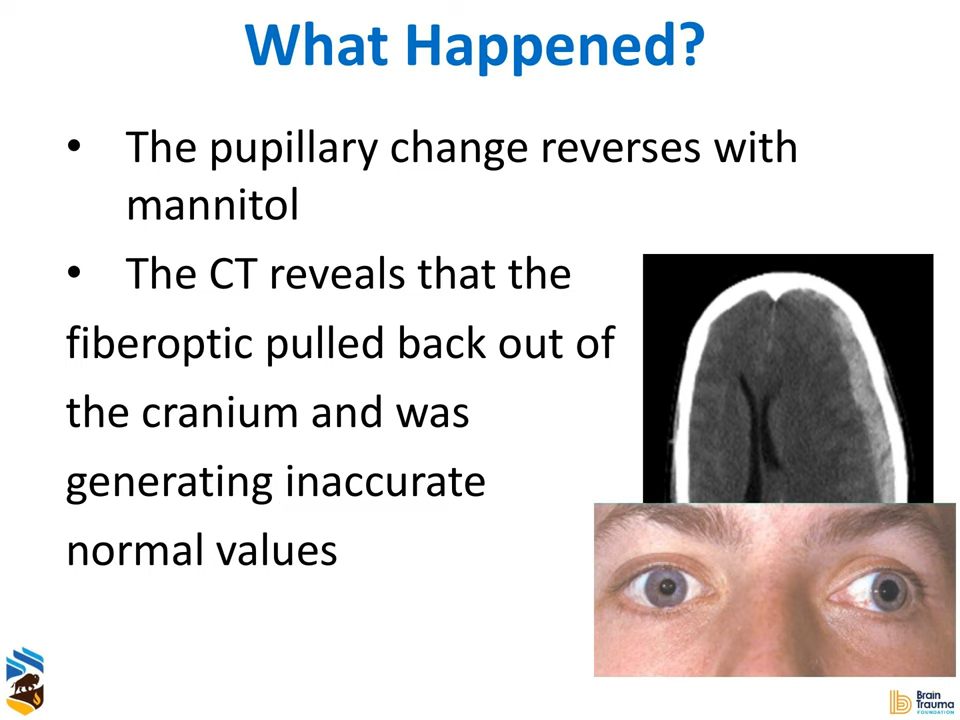 What Happened?
• The pupillary change reverses with
mannitol
• The CT reveals that the
fiberoptic pulled back out of
the cranium and was
generating inaccurate
normal values
Brain
Trauma
FOUNDATION